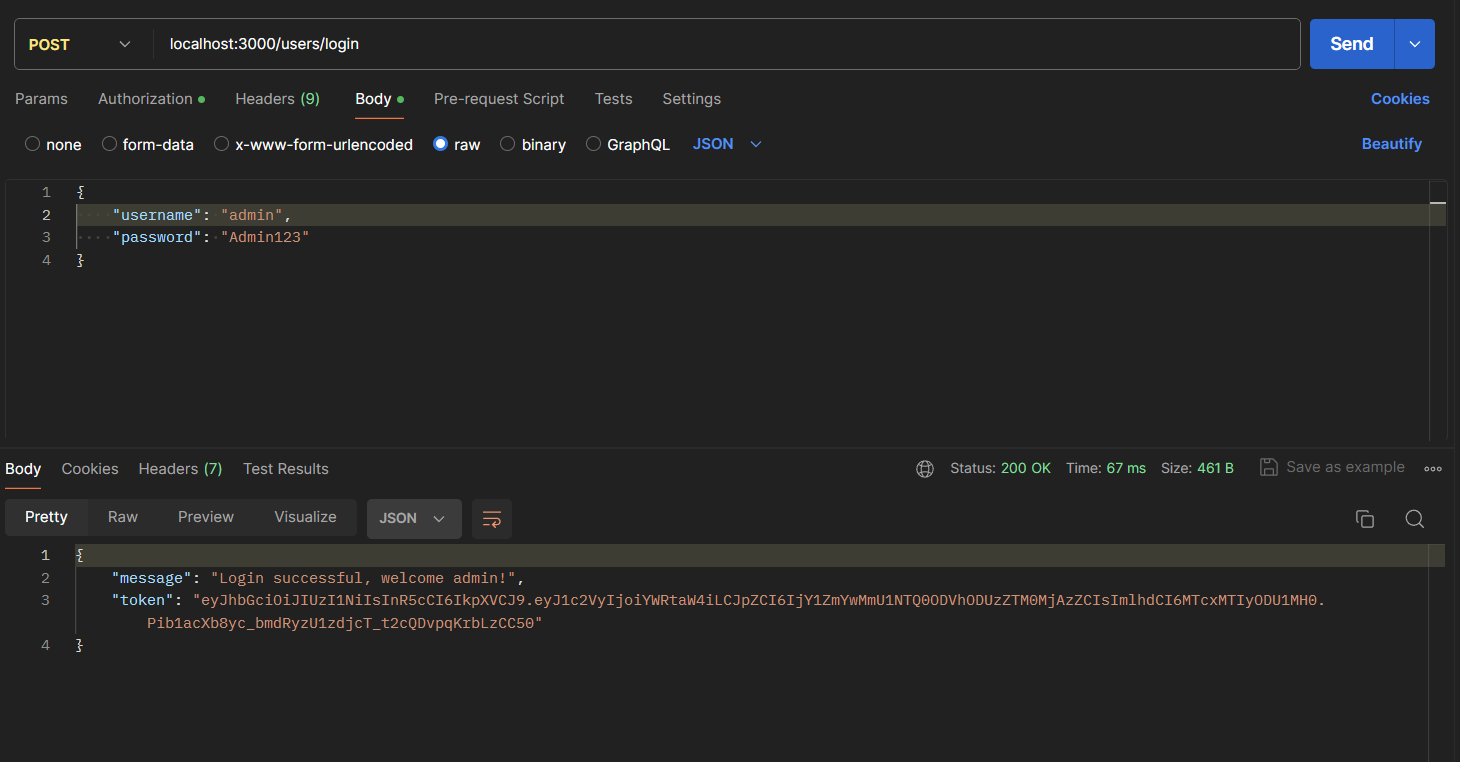 POST localhost:3000/users/login Send
Params Authorization Headers (9) Body Pre-request Script Tests Settings Cookies
none form-data x-www-form-urlencoded raw binary GraphQL JSON Beautify
1 {
2 "username": "admin",
3 "password": "Admin123"
4 }
Body Cookies Headers (7) Test Results Status: 200 OK Time: 67 ms Size: 461 B Save as example
Pretty Raw Preview Visualize JSON
1 {
2 "message": "Login successful, welcome admin!",
3 "token": "eyJhbGciOiJIUzI1NiIsInR5cCI6IkpXVCJ9.eyJ1c2VyIjoiYWRtaW4iLCJpZCI6IjY1ZmYwMmU1NTQ0ODVhODUzZTM0MjAzZCIsImlhdCI6MTcxMTIyODU1MH0.
Pib1acXb8yc_bmdRyzU1zdjcT_t2cQDvpqKrbLzCC50"
4 }